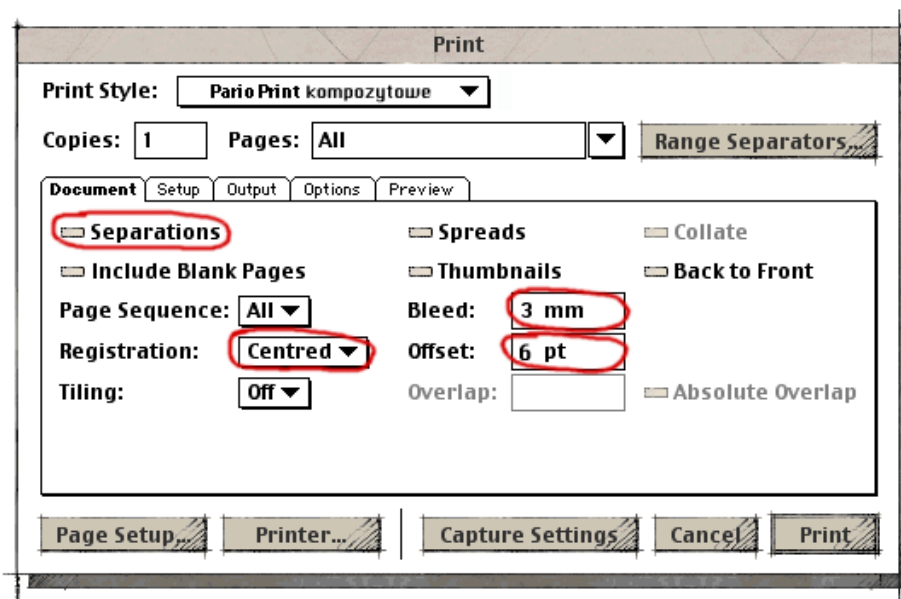 Print
Print Style: Pario Print kompozytowe
Copies: 1 Pages: All Range Separators...
Document Setup Output Options Preview
Separations Spreads Collate
Include Blank Pages Thumbnails Back to Front
Page Sequence: All Bleed: 3 mm
Registration: Centred Offset: 6 pt
Tiling: Off Overlap: Absolute Overlap
Page Setup... Printer... Capture Settings Cancel Print